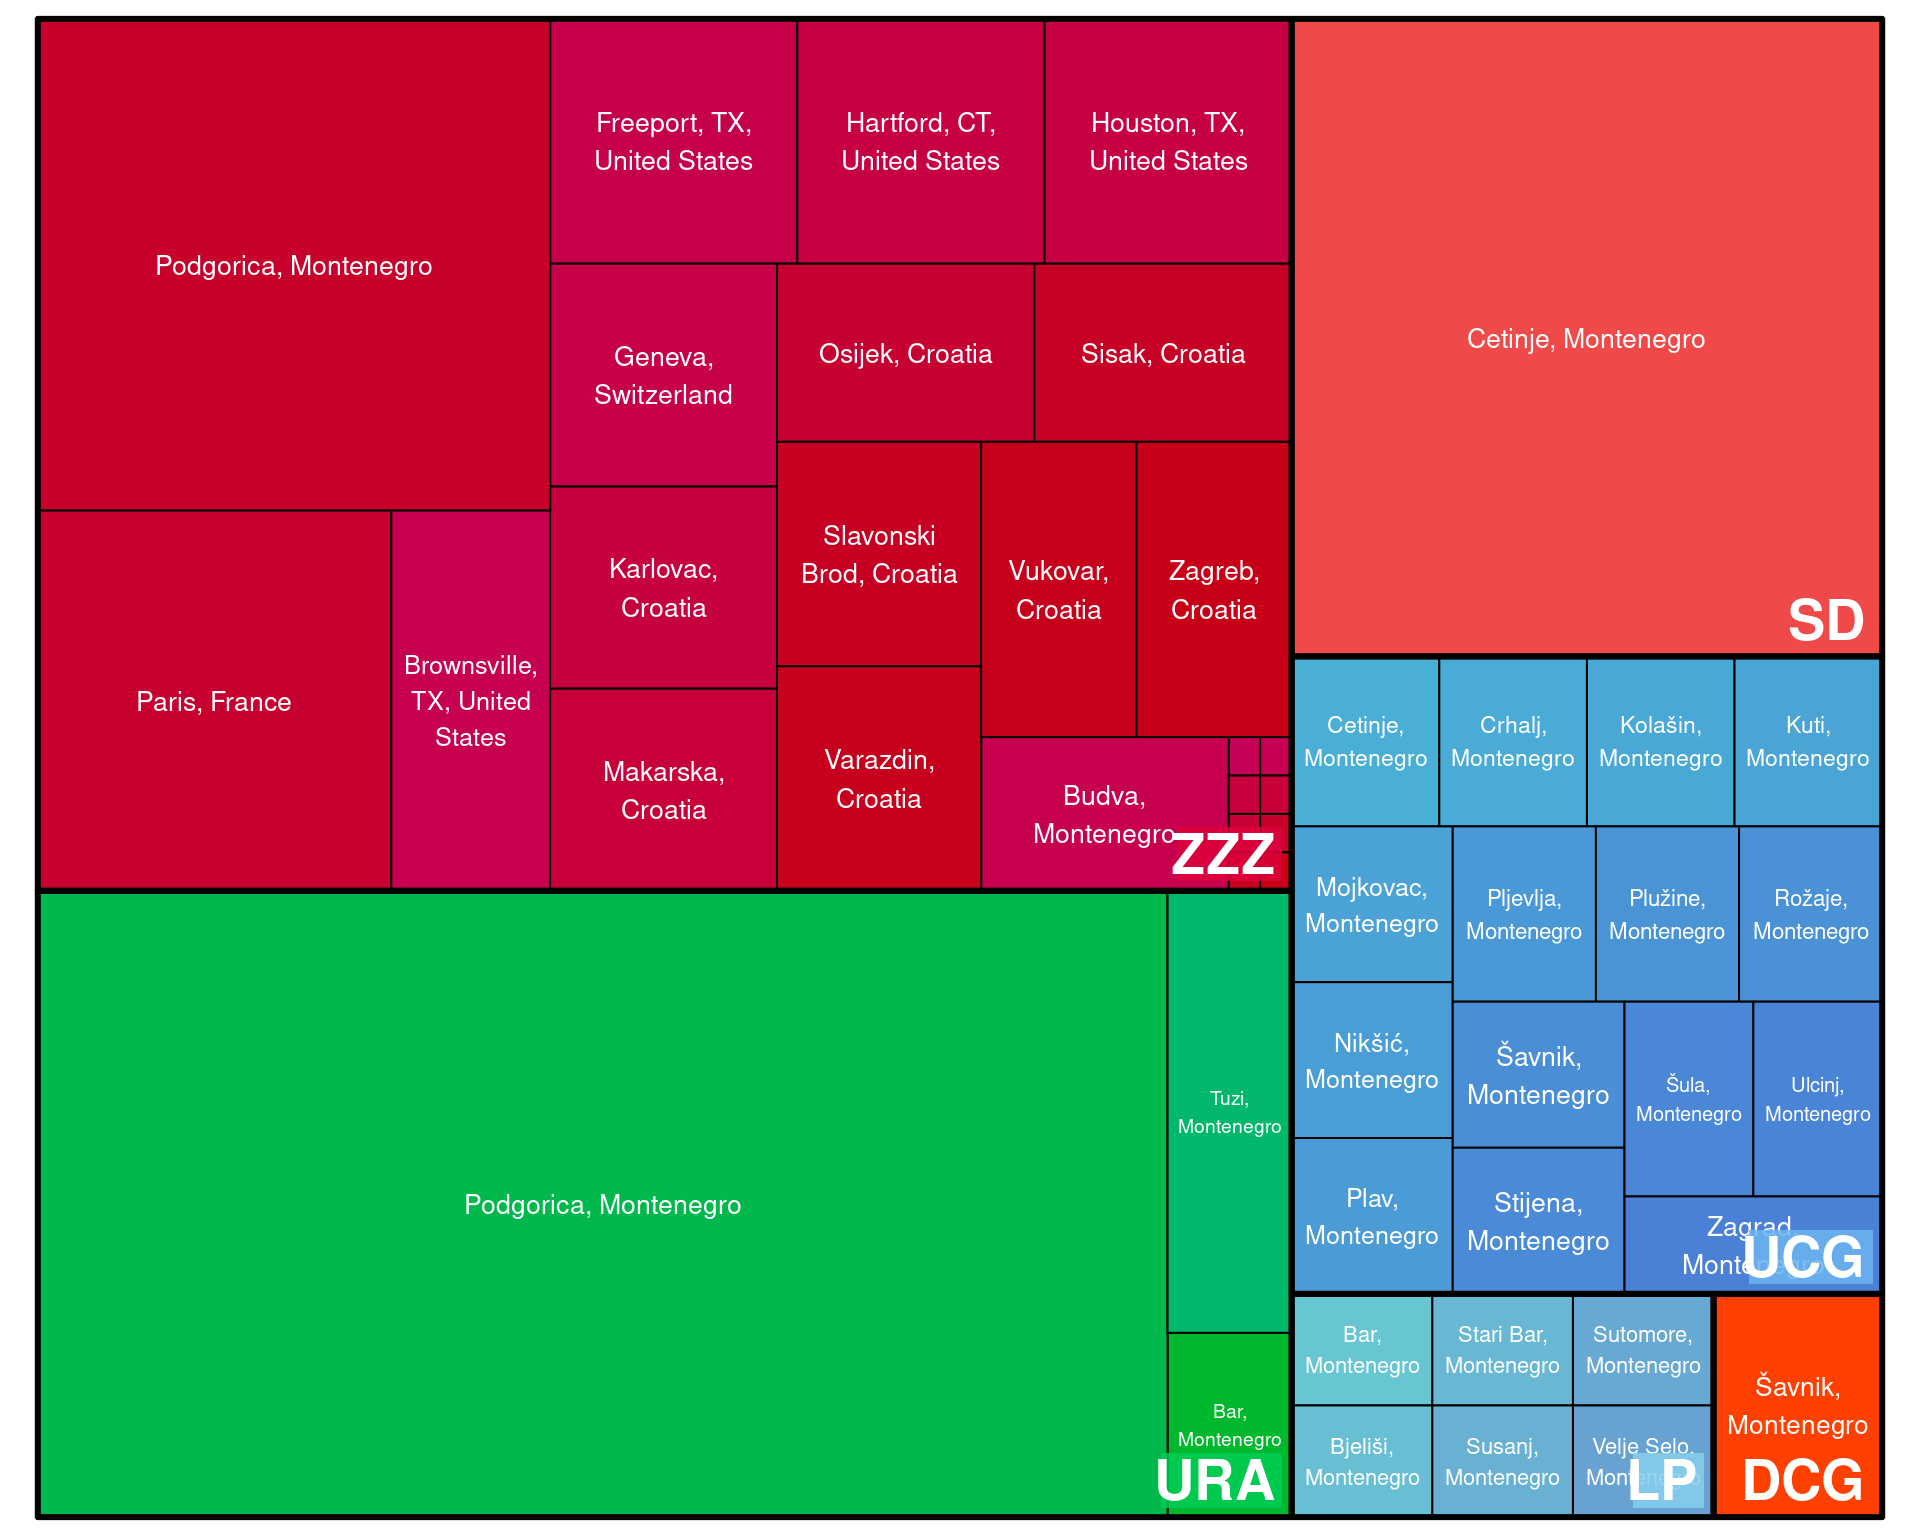 Podgorica, Montenegro
Freeport, TX,
United States
Hartford, CT,
United States
Houston, TX,
United States
Geneva,
Switzerland
Osijek, Croatia
Sisak, Croatia
Karlovac,
Croatia
Slavonski
Brod, Croatia
Vukovar,
Croatia
Zagreb,
Croatia
Paris, France
Brownsville,
TX, United
States
Makarska,
Croatia
Varazdin,
Croatia
Budva,
Montenegro
ZZZ
Cetinje, Montenegro
SD
Podgorica, Montenegro
Tuzi,
Montenegro
Bar,
Montenegro
URA
Cetinje,
Montenegro
Crhalj,
Montenegro
Kolašin,
Montenegro
Kuti,
Montenegro
Mojkovac,
Montenegro
Pljevlja,
Montenegro
Plužine,
Montenegro
Rožaje,
Montenegro
Nikšić,
Montenegro
Šavnik,
Montenegro
Šula,
Montenegro
Ulcinj,
Montenegro
Plav,
Montenegro
Stijena,
Montenegro
Zagrad,
Montenegro
UCG
Bar,
Montenegro
Stari Bar,
Montenegro
Sutomore,
Montenegro
Bjeliši,
Montenegro
Susanj,
Montenegro
Velje Selo,
Montenegro
LP
Šavnik,
Montenegro
DCG